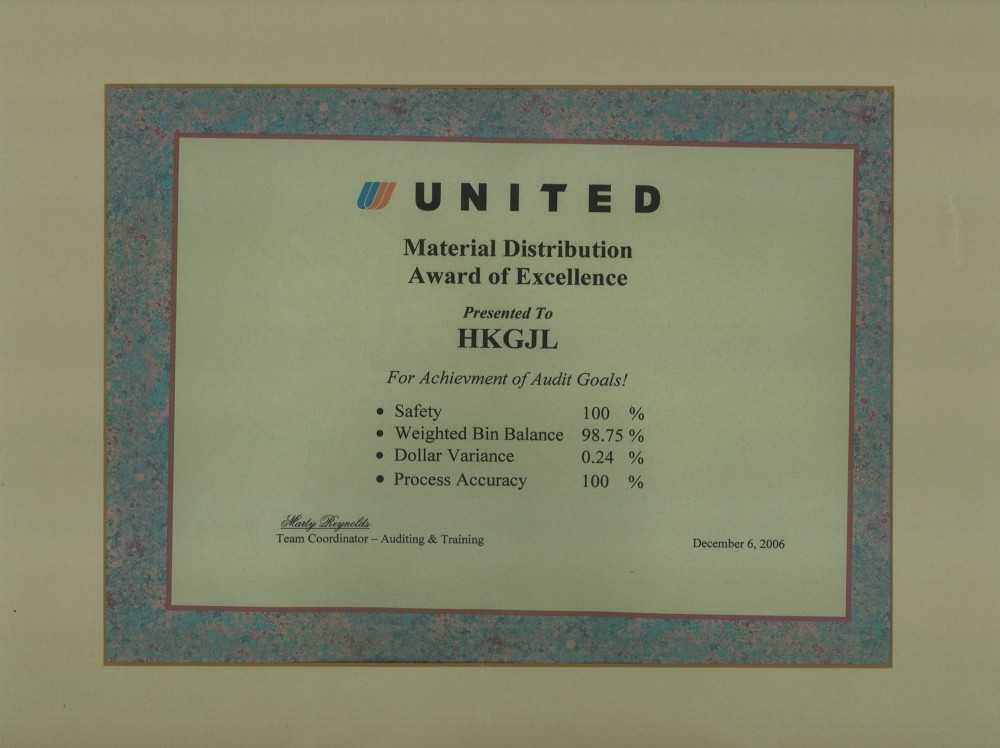 UNITED
Material Distribution
Award of Excellence
Presented To
HKGJL
For Achievment of Audit Goals!
• Safety 100 %
• Weighted Bin Balance 98.75 %
• Dollar Variance 0.24 %
• Process Accuracy 100 %
Marty Reynolds
Team Coordinator – Auditing & Training
December 6, 2006